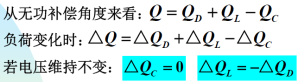 从无功补偿角度来看：Q = Q_D + Q_L − Q_C
负荷变化时：△Q = △Q_D + △Q_L − △Q_C
若电压维持不变：△Q_C = 0 △Q_L = −△Q_D